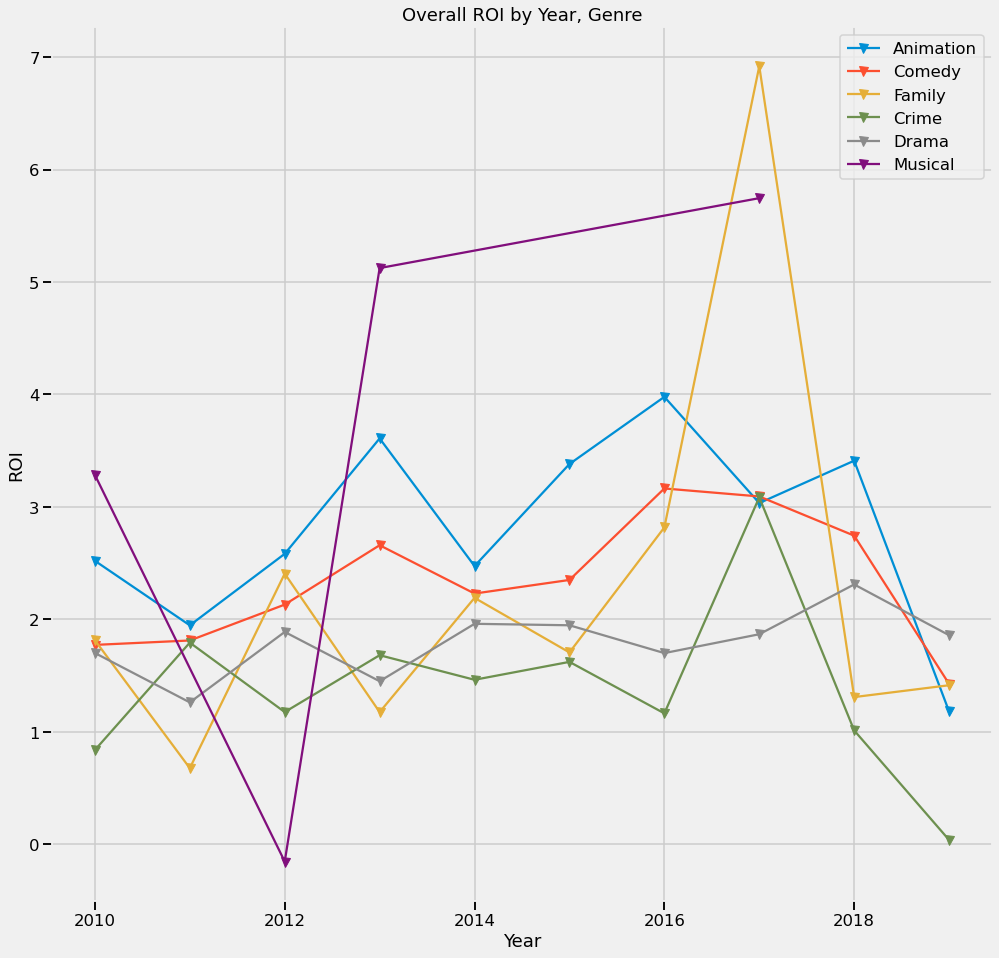 Overall ROI by Year, Genre
Animation
Comedy
Family
Crime
Drama
Musical
7
6
5
4
3
2
1
0
ROI
2010 2012 2014 2016 2018
Year